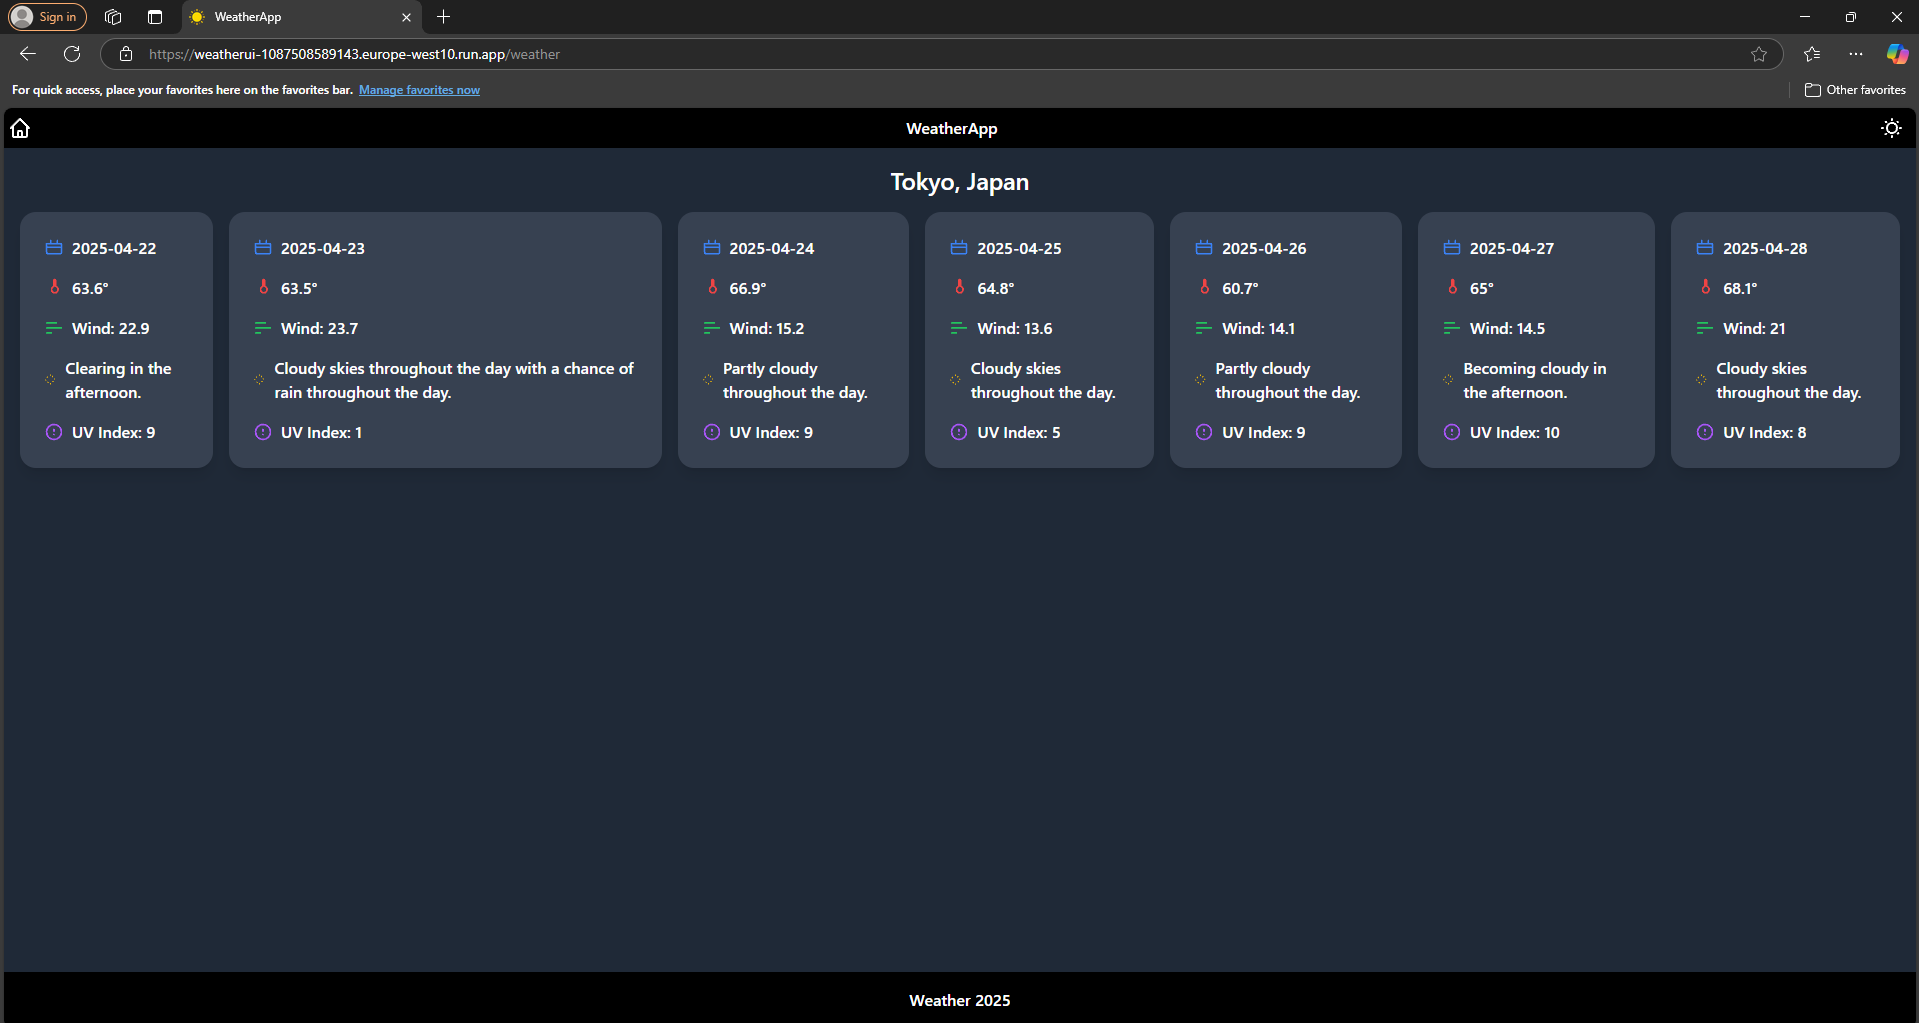 Sign in
WeatherApp
https://weatherui-1087508589143.europe-west10.run.app/weather
For quick access, place your favorites here on the favorites bar. Manage favorites now
Other favorites
WeatherApp
Tokyo, Japan
2025-04-22
63.6°
Wind: 22.9
Clearing in the
afternoon.
UV Index: 9
2025-04-23
63.5°
Wind: 23.7
Cloudy skies throughout the day with a chance of
rain throughout the day.
UV Index: 1
2025-04-24
66.9°
Wind: 15.2
Partly cloudy
throughout the day.
UV Index: 9
2025-04-25
64.8°
Wind: 13.6
Cloudy skies
throughout the day.
UV Index: 5
2025-04-26
60.7°
Wind: 14.1
Partly cloudy
throughout the day.
UV Index: 9
2025-04-27
65°
Wind: 14.5
Becoming cloudy in
the afternoon.
UV Index: 10
2025-04-28
68.1°
Wind: 21
Cloudy skies
throughout the day.
UV Index: 8
Weather 2025